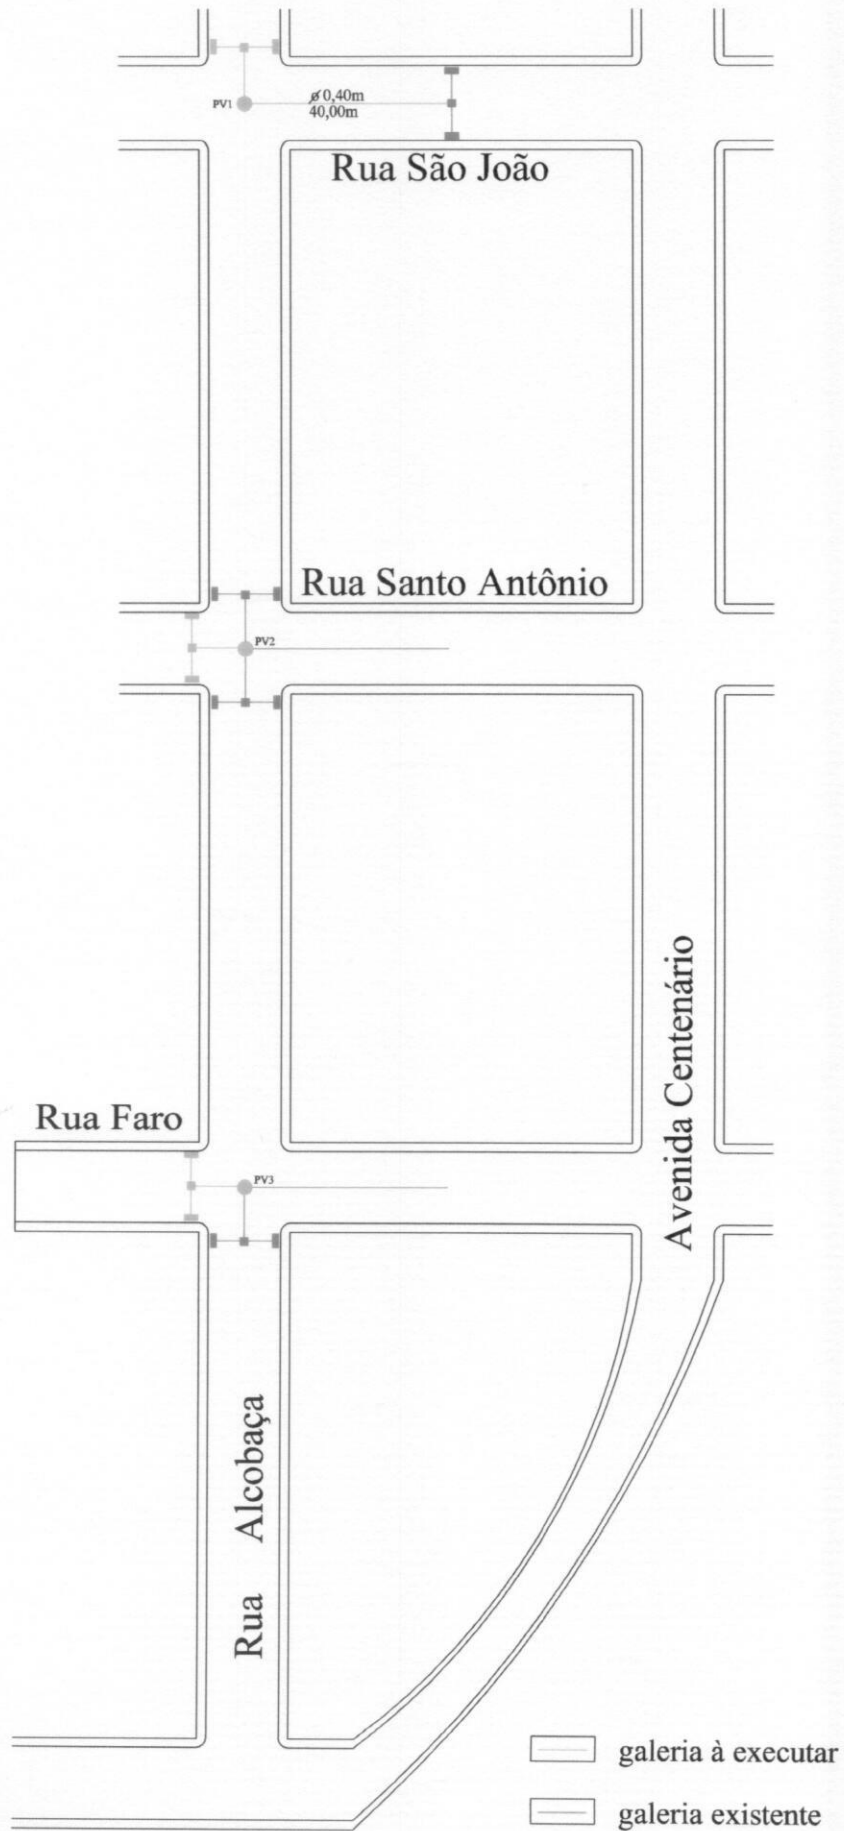 PV1
ø 0,40m
40,00m
Rua São João
Rua Santo Antônio
PV2
Avenida Centenário
Rua Faro
PV3
Rua Alcobaça
galeria à executar
galeria existente